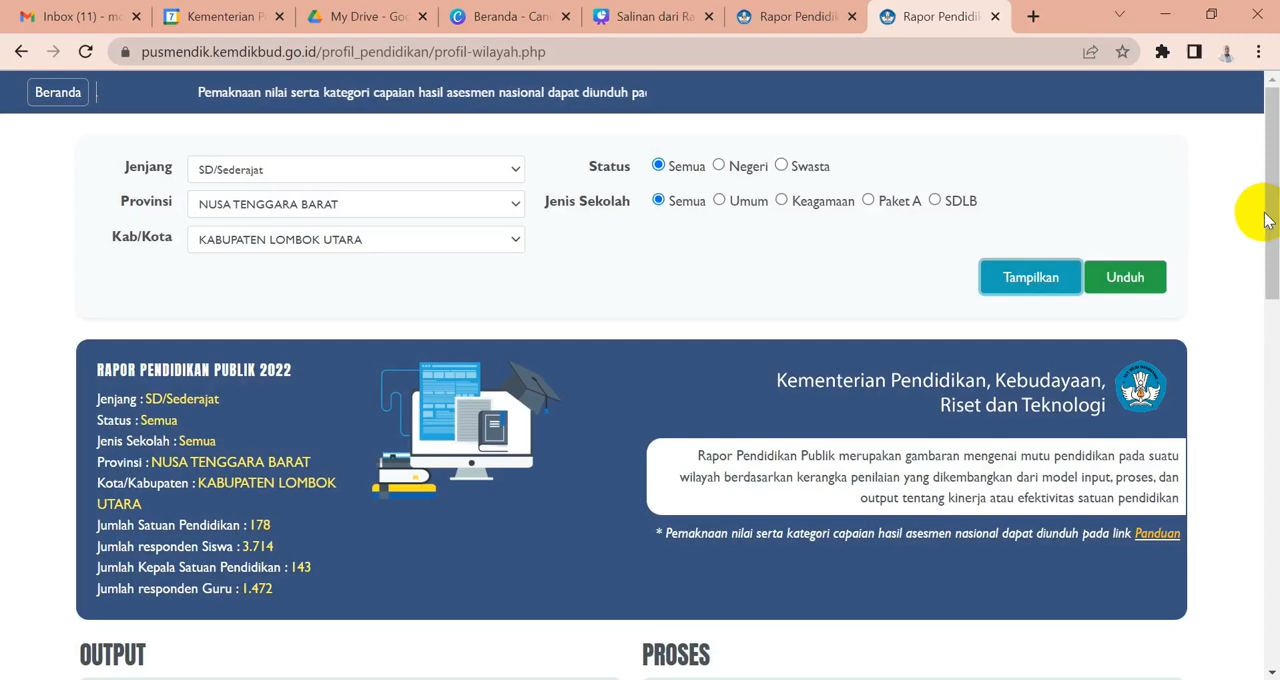 Inbox (11) - m
Kementerian P
My Drive - Goo
Beranda - Can
Salinan dari Ra
Rapor Pendidi
Rapor Pendidi
pusmendik.kemdikbud.go.id/profil_pendidikan/profil-wilayah.php
Beranda
Pemaknaan nilai serta kategori capaian hasil asesmen nasional dapat diunduh pa
Jenjang SD/Sederajat
Status Semua Negeri Swasta
Provinsi NUSA TENGGARA BARAT
Jenis Sekolah Semua Umum Keagamaan Paket A SDLB
Kab/Kota KABUPATEN LOMBOK UTARA
Tampilkan Unduh
RAPOR PENDIDIKAN PUBLIK 2022
Jenjang : SD/Sederajat
Status : Semua
Jenis Sekolah : Semua
Provinsi : NUSA TENGGARA BARAT
Kota/Kabupaten : KABUPATEN LOMBOK
UTARA
Jumlah Satuan Pendidikan : 178
Jumlah responden Siswa : 3.714
Jumlah Kepala Satuan Pendidikan : 143
Jumlah responden Guru : 1.472
Kementerian Pendidikan, Kebudayaan,
Riset dan Teknologi
Rapor Pendidikan Publik merupakan gambaran mengenai mutu pendidikan pada suatu
wilayah berdasarkan kerangka penilaian yang dikembangkan dari model input, proses, dan
output tentang kinerja atau efektivitas satuan pendidikan
* Pemaknaan nilai serta kategori capaian hasil asesmen nasional dapat diunduh pada link Panduan
OUTPUT
PROSES